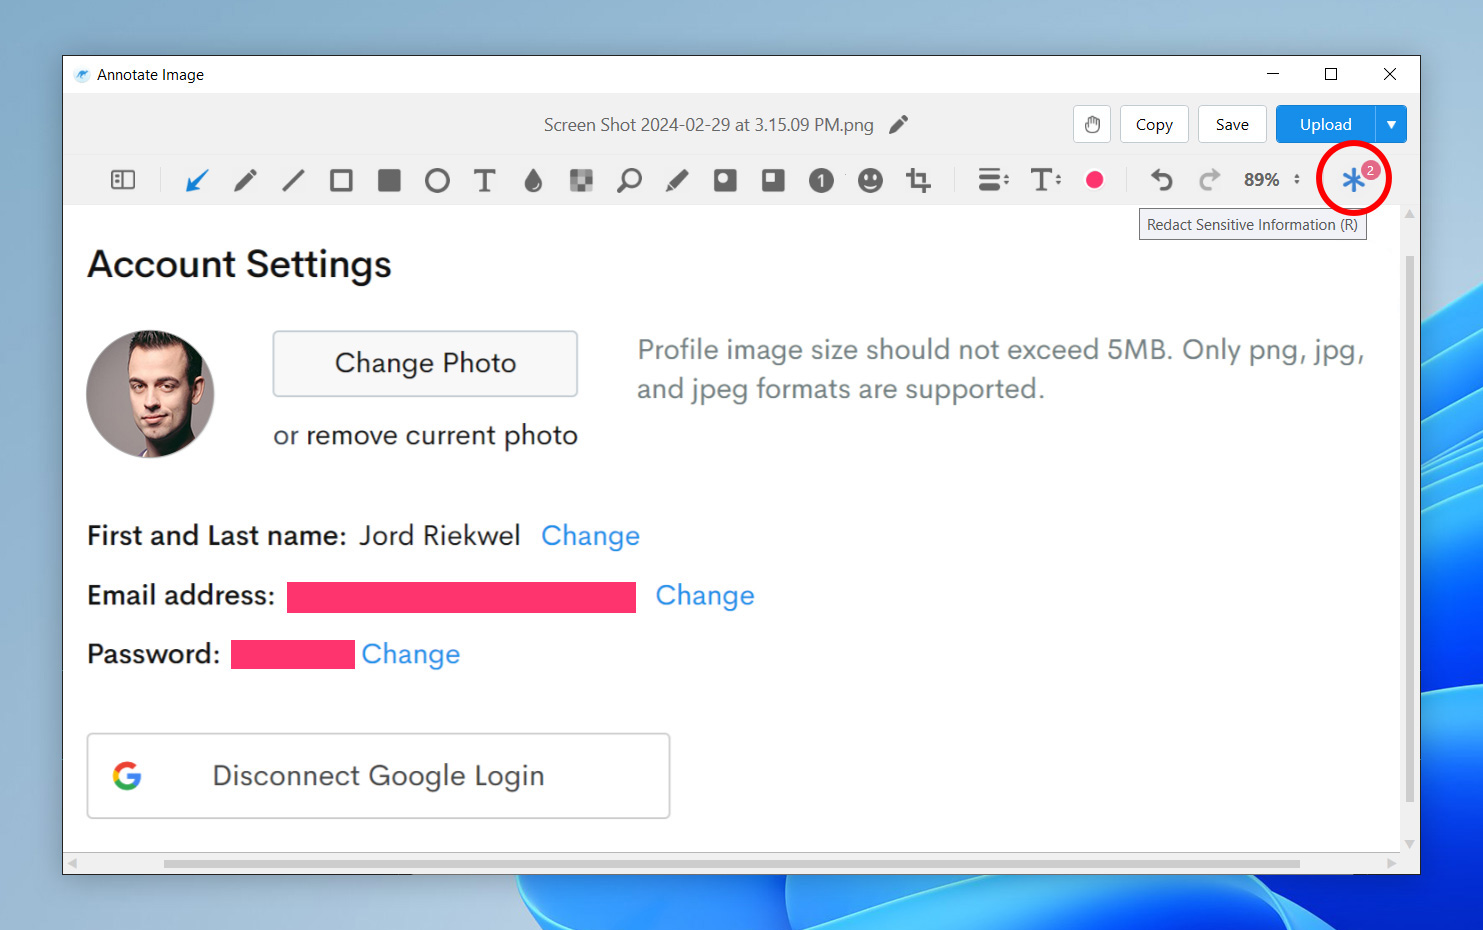 Annotate Image
Screen Shot 2024-02-29 at 3.15.09 PM.png
Copy
Save
Upload
T
1
T
89%
2
Redact Sensitive Information (R)
Account Settings
Change Photo
or remove current photo
Profile image size should not exceed 5MB. Only png, jpg,
and jpeg formats are supported.
First and Last name: Jord Riekwel Change
Email address: Change
Password: Change
G Disconnect Google Login